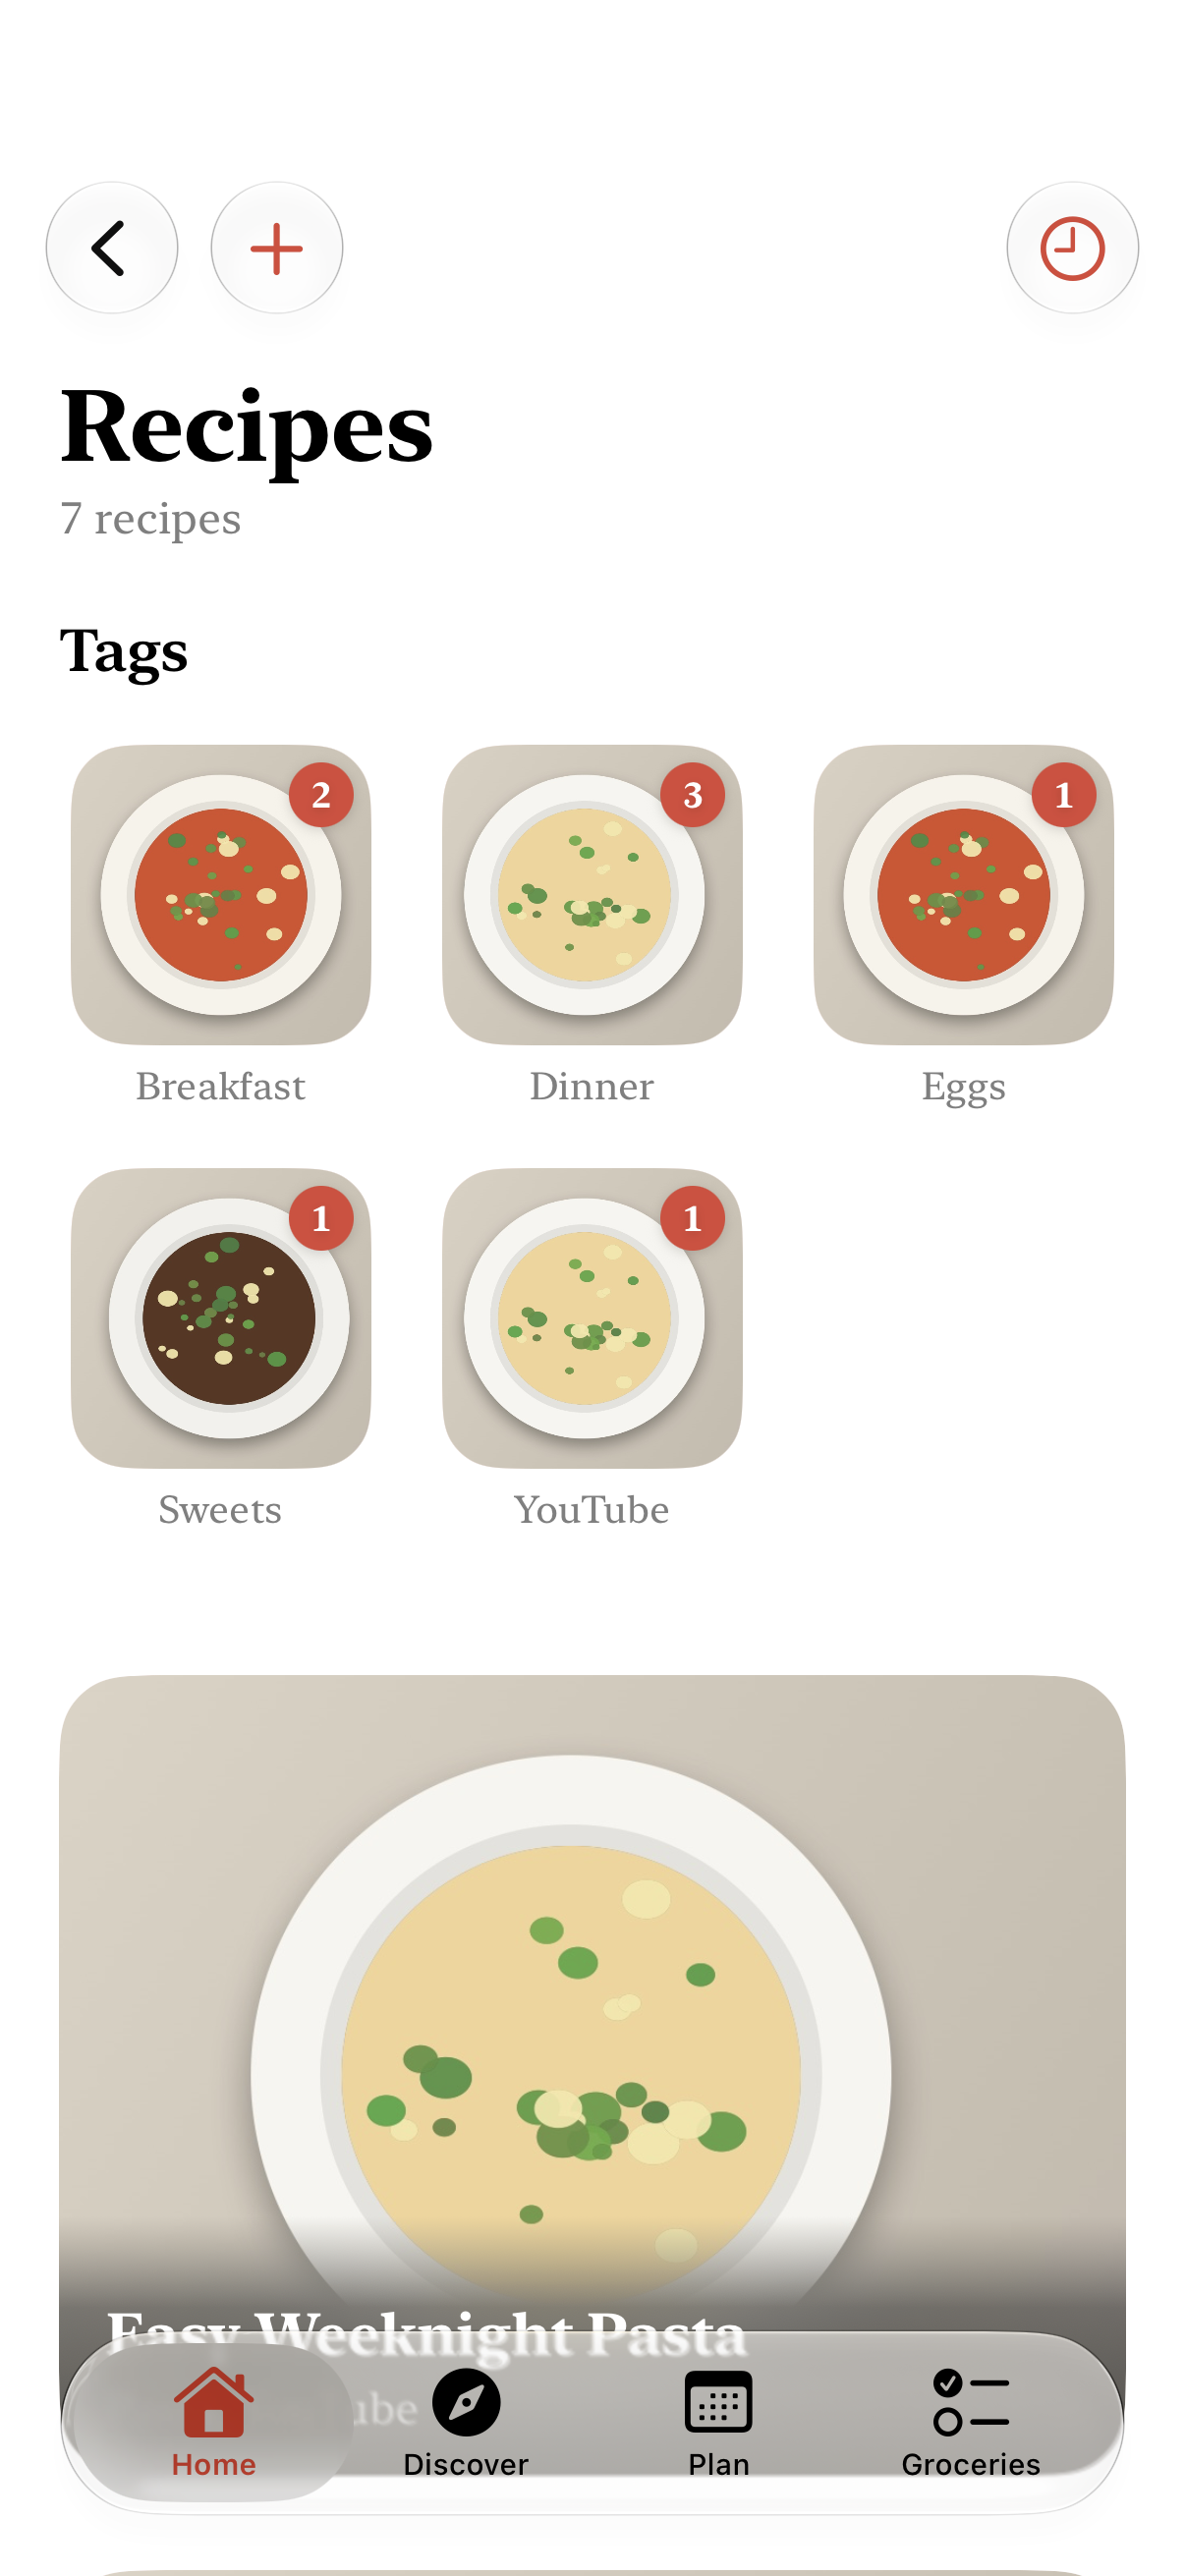 Recipes
7 recipes
Tags
2
3
1
Breakfast
Dinner
Eggs
1
1
Sweets
YouTube
Easy Weeknight Pasta
Home
Discover
Plan
Groceries